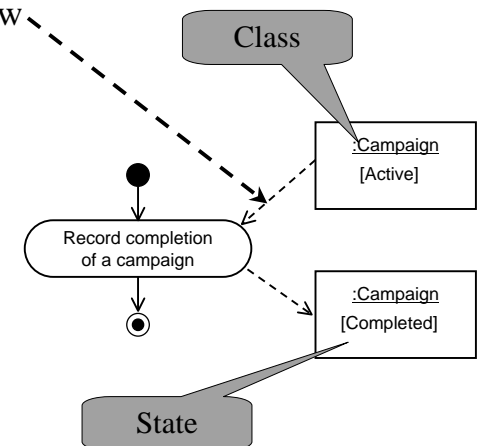 w
Class
:Campaign
[Active]
Record completion
of a campaign
:Campaign
[Completed]
State